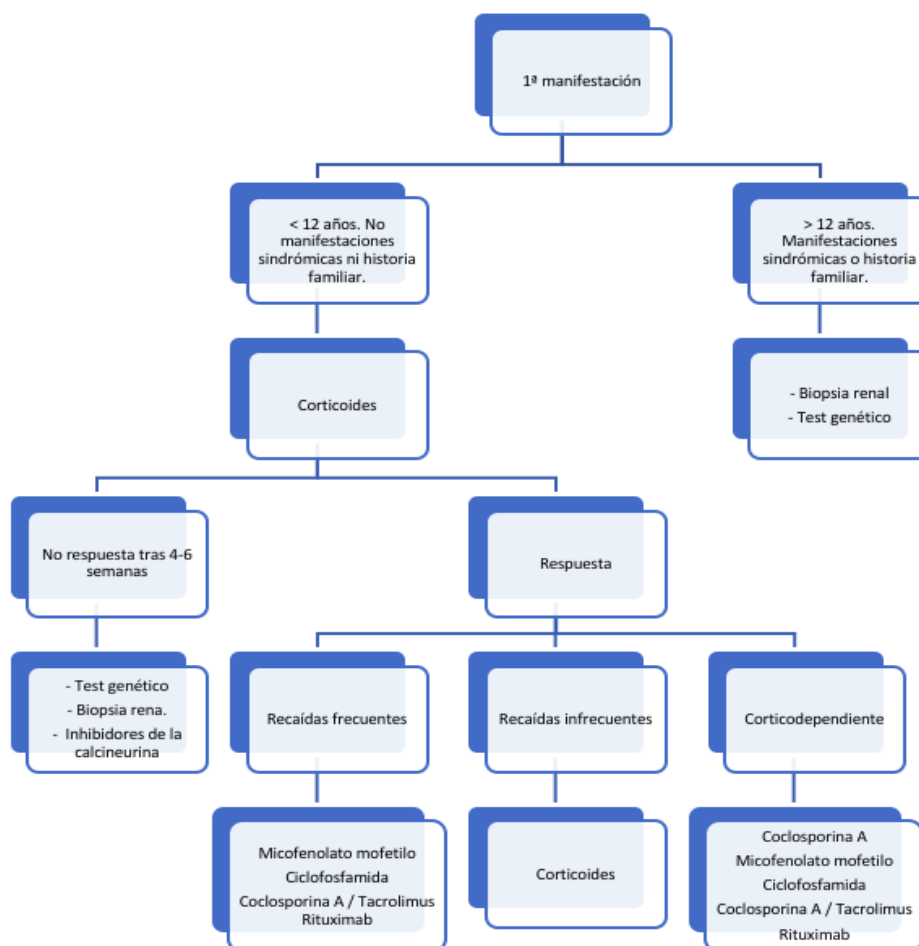 1ª manifestación
< 12 años. No
manifestaciones
sindrómicas ni historia
familiar.
> 12 años.
Manifestaciones
sindrómicas o historia
familiar.
Corticoides
- Biopsia renal
- Test genético
No respuesta tras 4-6
semanas
Respuesta
- Test genético
- Biopsia rena.
- Inhibidores de la
calcineurina
Recaídas frecuentes
Recaídas infrecuentes
Corticodependiente
Micofenolato mofetilo
Ciclofosfamida
Coclosporina A / Tacrolimus
Rituximab
Corticoides
Coclosporina A
Micofenolato mofetilo
Ciclofosfamida
Coclosporina A / Tacrolimus
Rituximab